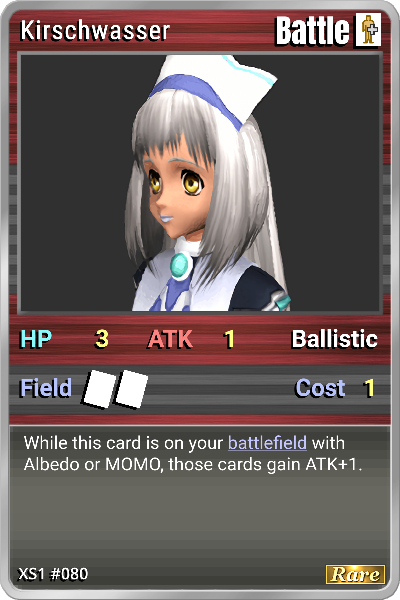 Kirschwasser Battle
HP 3 ATK 1 Ballistic
Field Cost 1
While this card is on your battlefield with
Albedo or MOMO, those cards gain ATK+1.
XS1 #080 Rare